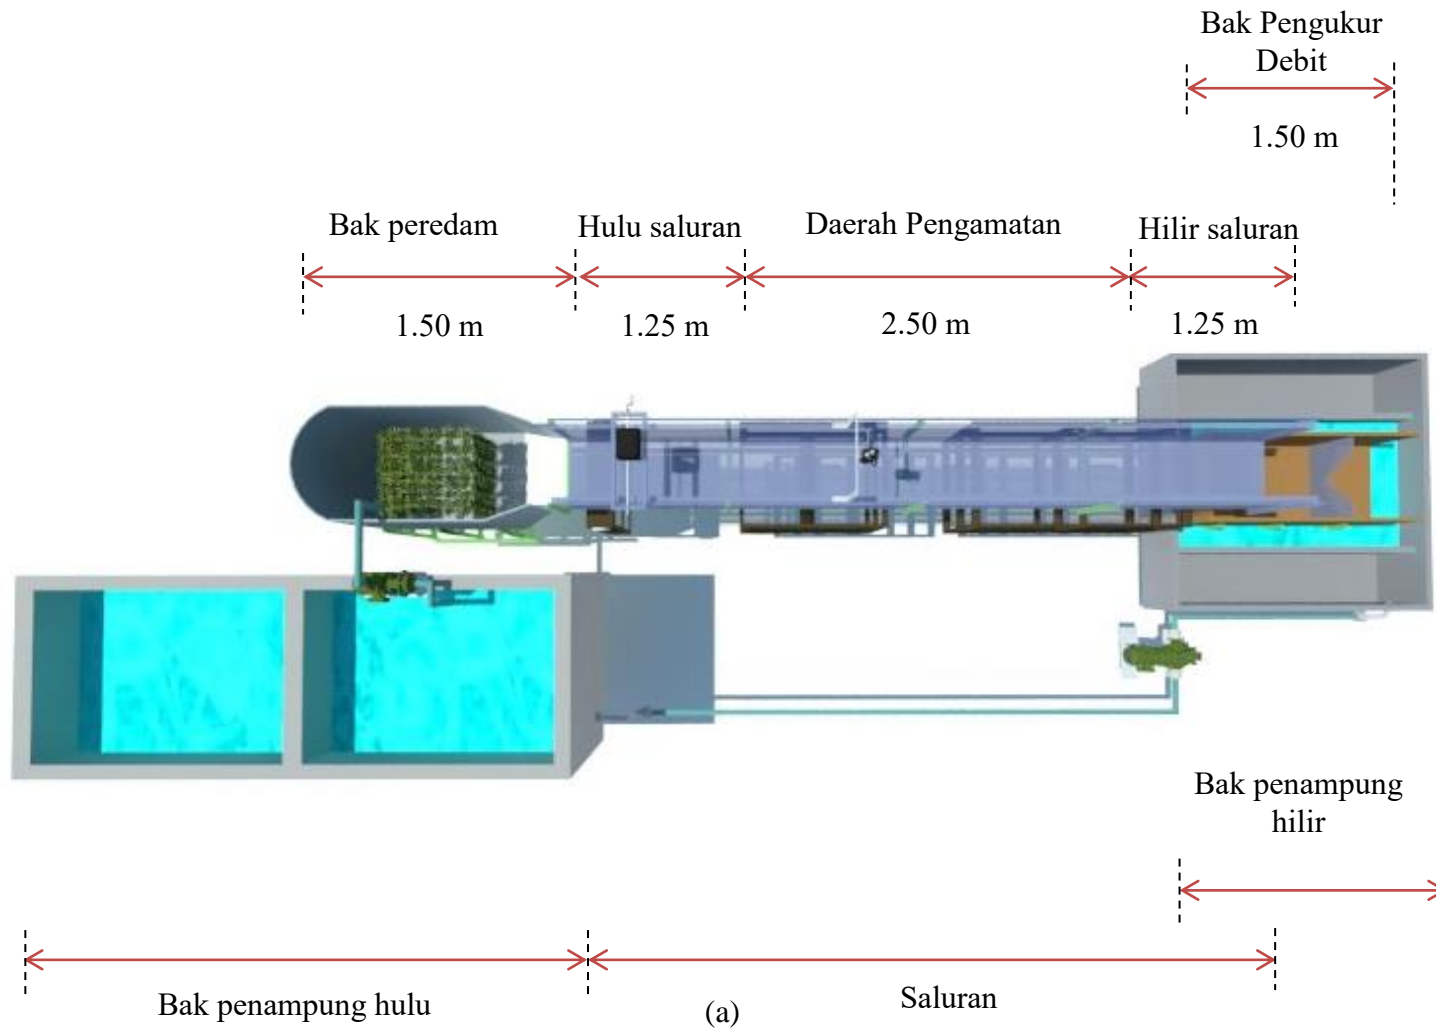 Bak Pengukur
Debit
1.50 m
Bak peredam
Hulu saluran
Daerah Pengamatan
Hilir saluran
1.50 m
1.25 m
2.50 m
1.25 m
Bak penampung
hilir
Bak penampung hulu
Saluran
(a)